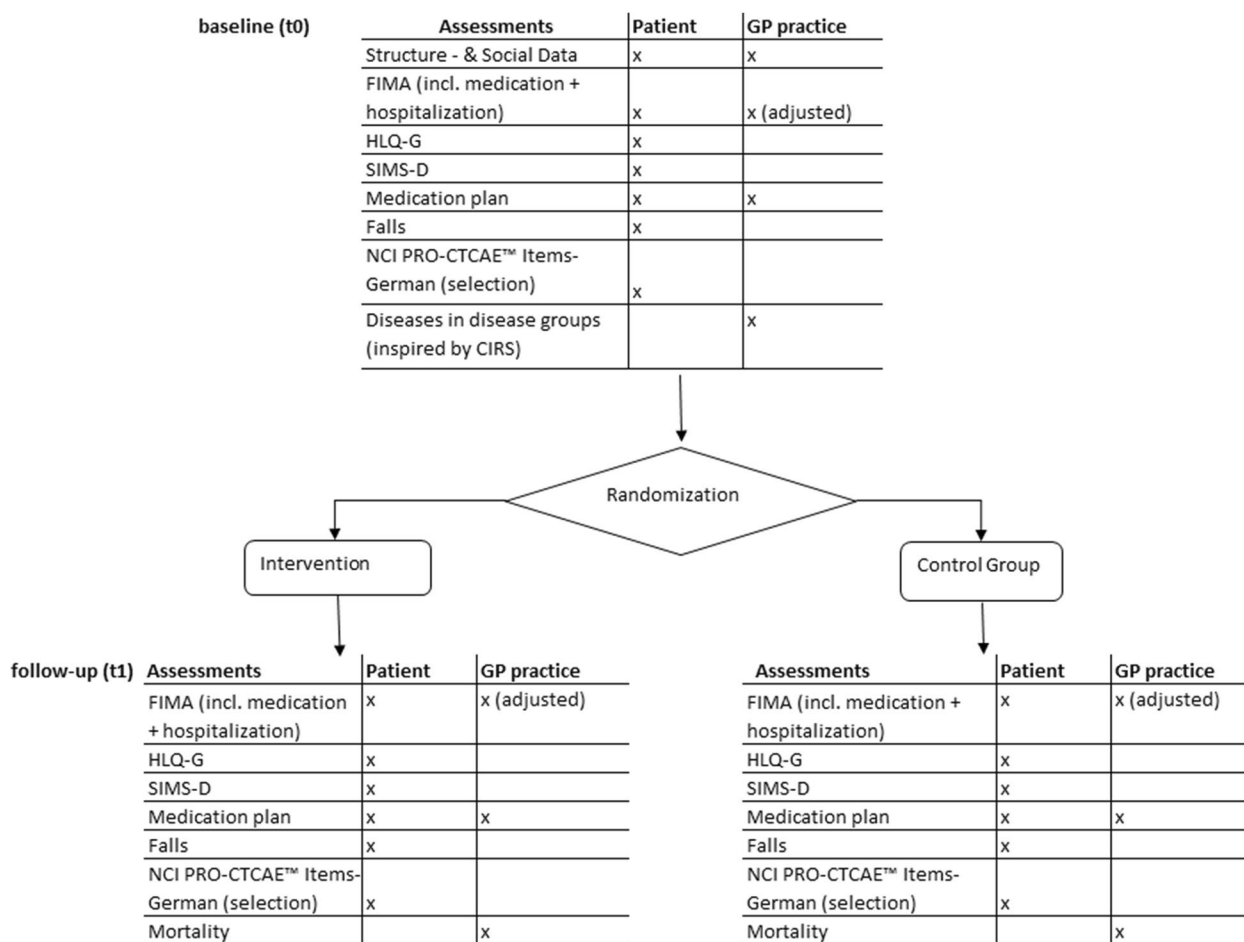 baseline (t0) Assessments Patient GP practice
Structure - & Social Data x x
FIMA (incl. medication +
hospitalization) x x (adjusted)
HLQ-G x
SIMS-D x
Medication plan x x
Falls x
NCI PRO-CTCAE™ Items-
German (selection) x
Diseases in disease groups x
(inspired by CIRS)
Randomization
Intervention
Control Group
follow-up (t1) Assessments Patient GP practice
FIMA (incl. medication x x (adjusted)
+ hospitalization)
HLQ-G x
SIMS-D x
Medication plan x x
Falls x
NCI PRO-CTCAE™ Items-
German (selection) x
Mortality x
Assessments Patient GP practice
FIMA (incl. medication + x x (adjusted)
hospitalization)
HLQ-G x
SIMS-D x
Medication plan x x
Falls x
NCI PRO-CTCAE™ Items-
German (selection) x
Mortality x